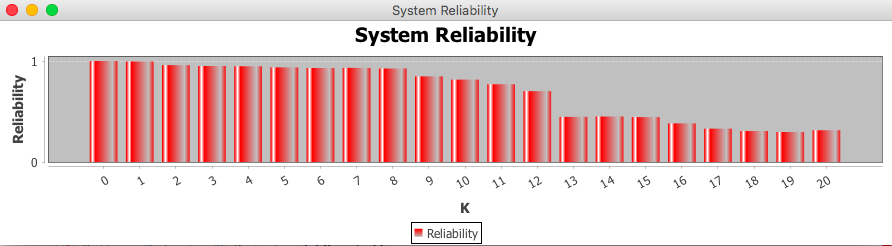 System Reliability
System Reliability
Reliability
1
0
0 1 2 3 4 5 6 7 8 9 10 11 12 13 14 15 16 17 18 19 20
K
Reliability